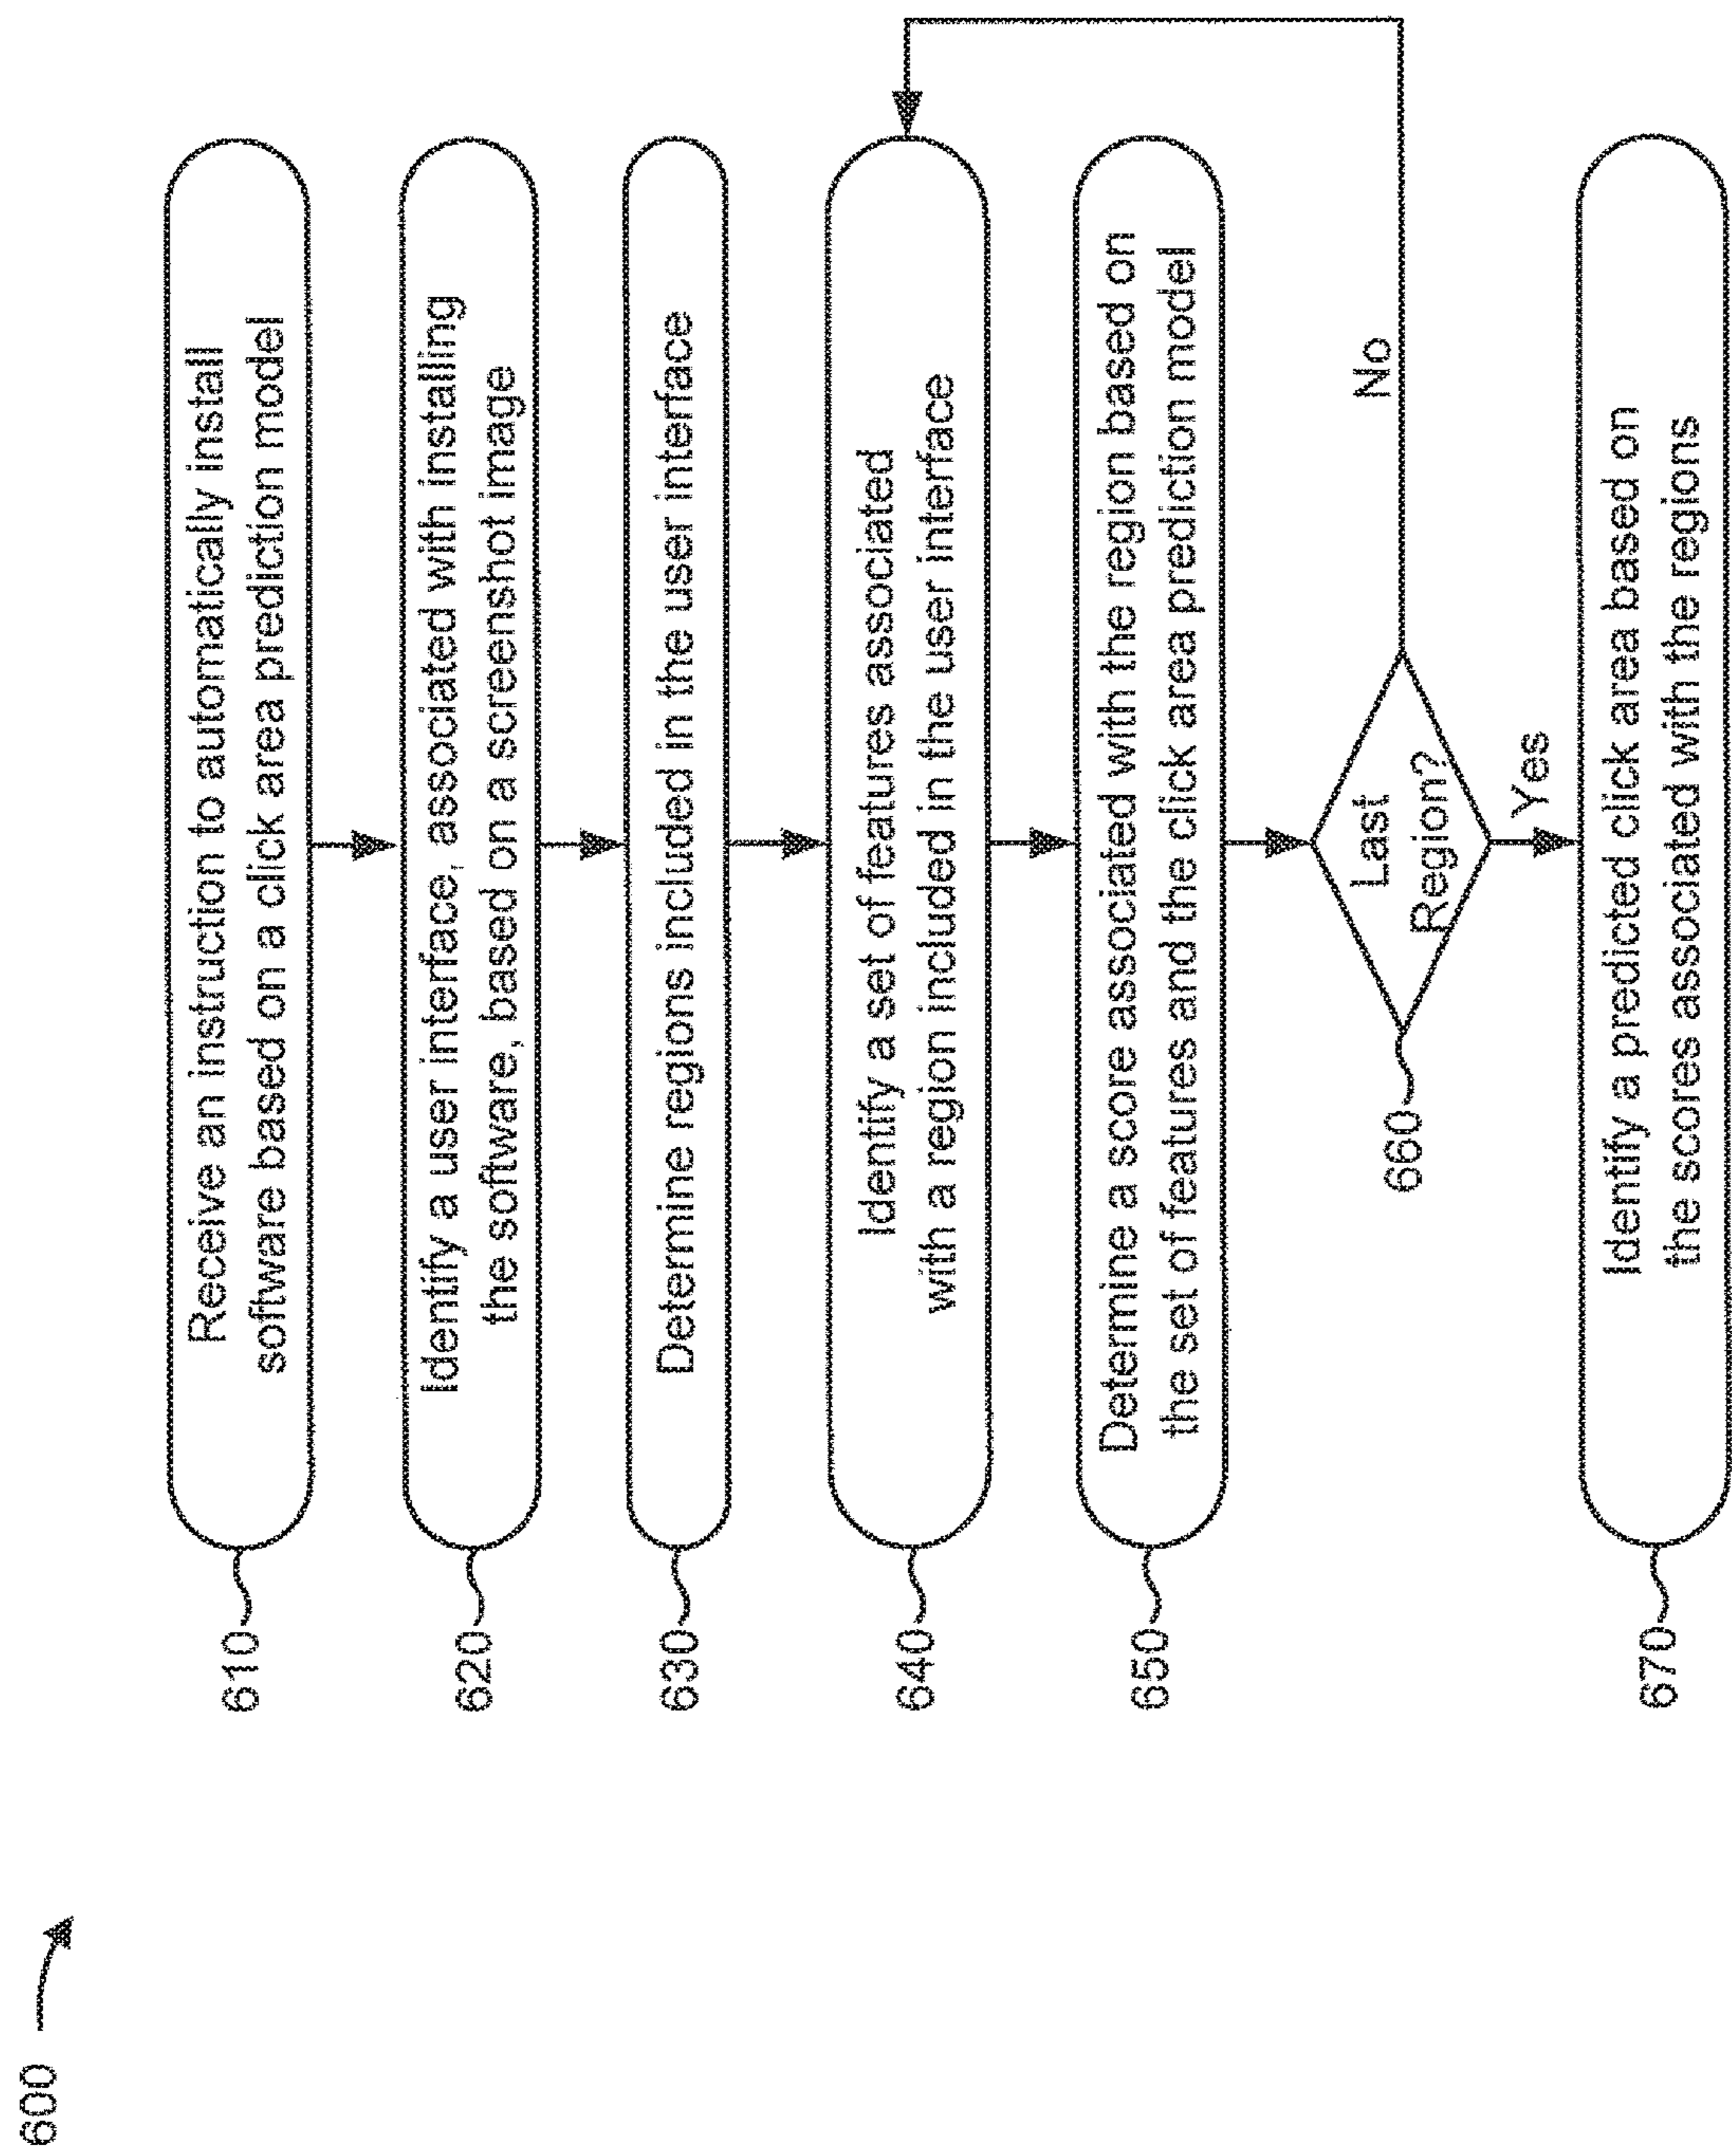 600
610
Receive an instruction to automatically install
software based on a click area prediction model
620
Identify a user interface, associated with installing
the software, based on a screenshot image
630
Determine regions included in the user interface
640
Identify a set of features associated
with a region included in the user interface
650
Determine a score associated with the region based on
the set of features and the click area prediction model
660
Last
Region?
No
Yes
670
Identify a predicted click area based on
the scores associated with the regions